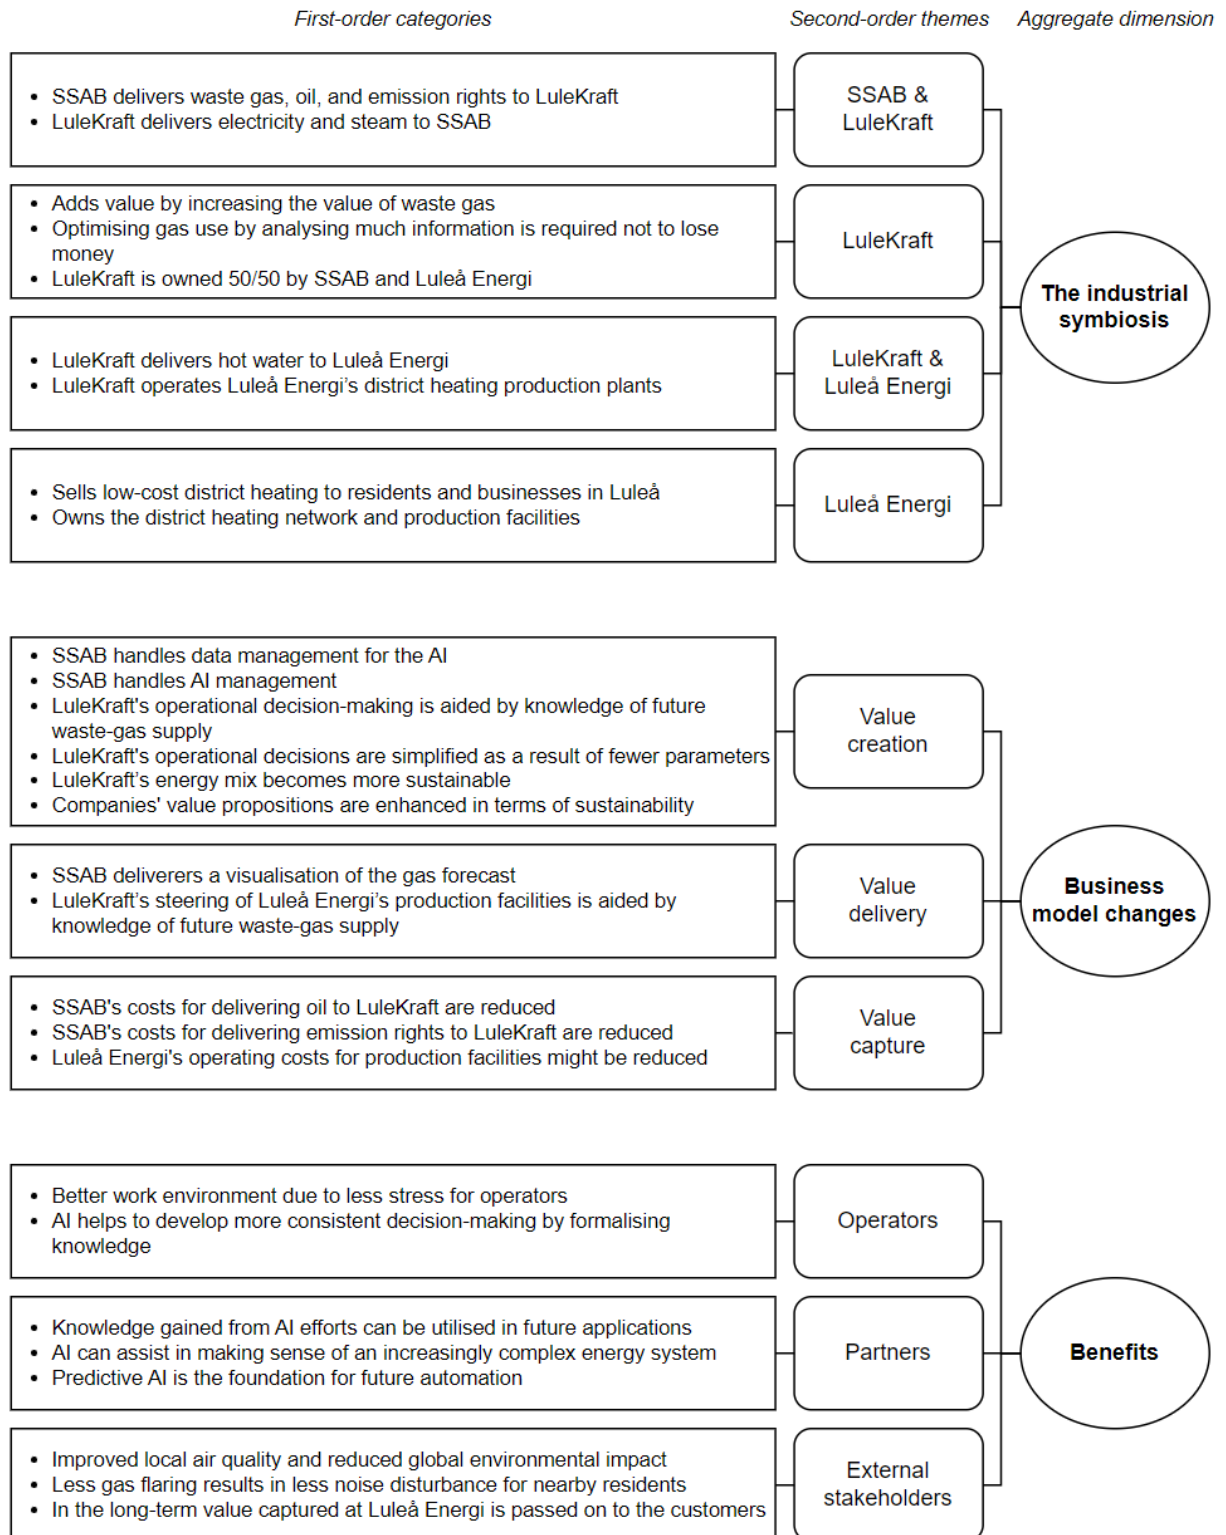 First-order categories
Second-order themes
Aggregate dimension
• SSAB delivers waste gas, oil, and emission rights to LuleKraft
• LuleKraft delivers electricity and steam to SSAB
SSAB &
LuleKraft
• Adds value by increasing the value of waste gas
• Optimising gas use by analysing much information is required not to lose
money
• LuleKraft is owned 50/50 by SSAB and Luleå Energi
LuleKraft
• LuleKraft delivers hot water to Luleå Energi
• LuleKraft operates Luleå Energi’s district heating production plants
LuleKraft &
Luleå Energi
• Sells low-cost district heating to residents and businesses in Luleå
• Owns the district heating network and production facilities
Luleå Energi
The industrial
symbiosis
• SSAB handles data management for the AI
• SSAB handles AI management
• LuleKraft's operational decision-making is aided by knowledge of future
waste-gas supply
• LuleKraft's operational decisions are simplified as a result of fewer parameters
• LuleKraft’s energy mix becomes more sustainable
• Companies' value propositions are enhanced in terms of sustainability
Value
creation
• SSAB deliverers a visualisation of the gas forecast
• LuleKraft’s steering of Luleå Energi’s production facilities is aided by
knowledge of future waste-gas supply
Value
delivery
• SSAB's costs for delivering oil to LuleKraft are reduced
• SSAB's costs for delivering emission rights to LuleKraft are reduced
• Luleå Energi's operating costs for production facilities might be reduced
Value
capture
Business
model changes
• Better work environment due to less stress for operators
• AI helps to develop more consistent decision-making by formalising
knowledge
Operators
• Knowledge gained from AI efforts can be utilised in future applications
• AI can assist in making sense of an increasingly complex energy system
• Predictive AI is the foundation for future automation
Partners
• Improved local air quality and reduced global environmental impact
• Less gas flaring results in less noise disturbance for nearby residents
• In the long-term value captured at Luleå Energi is passed on to the customers
External
stakeholders
Benefits